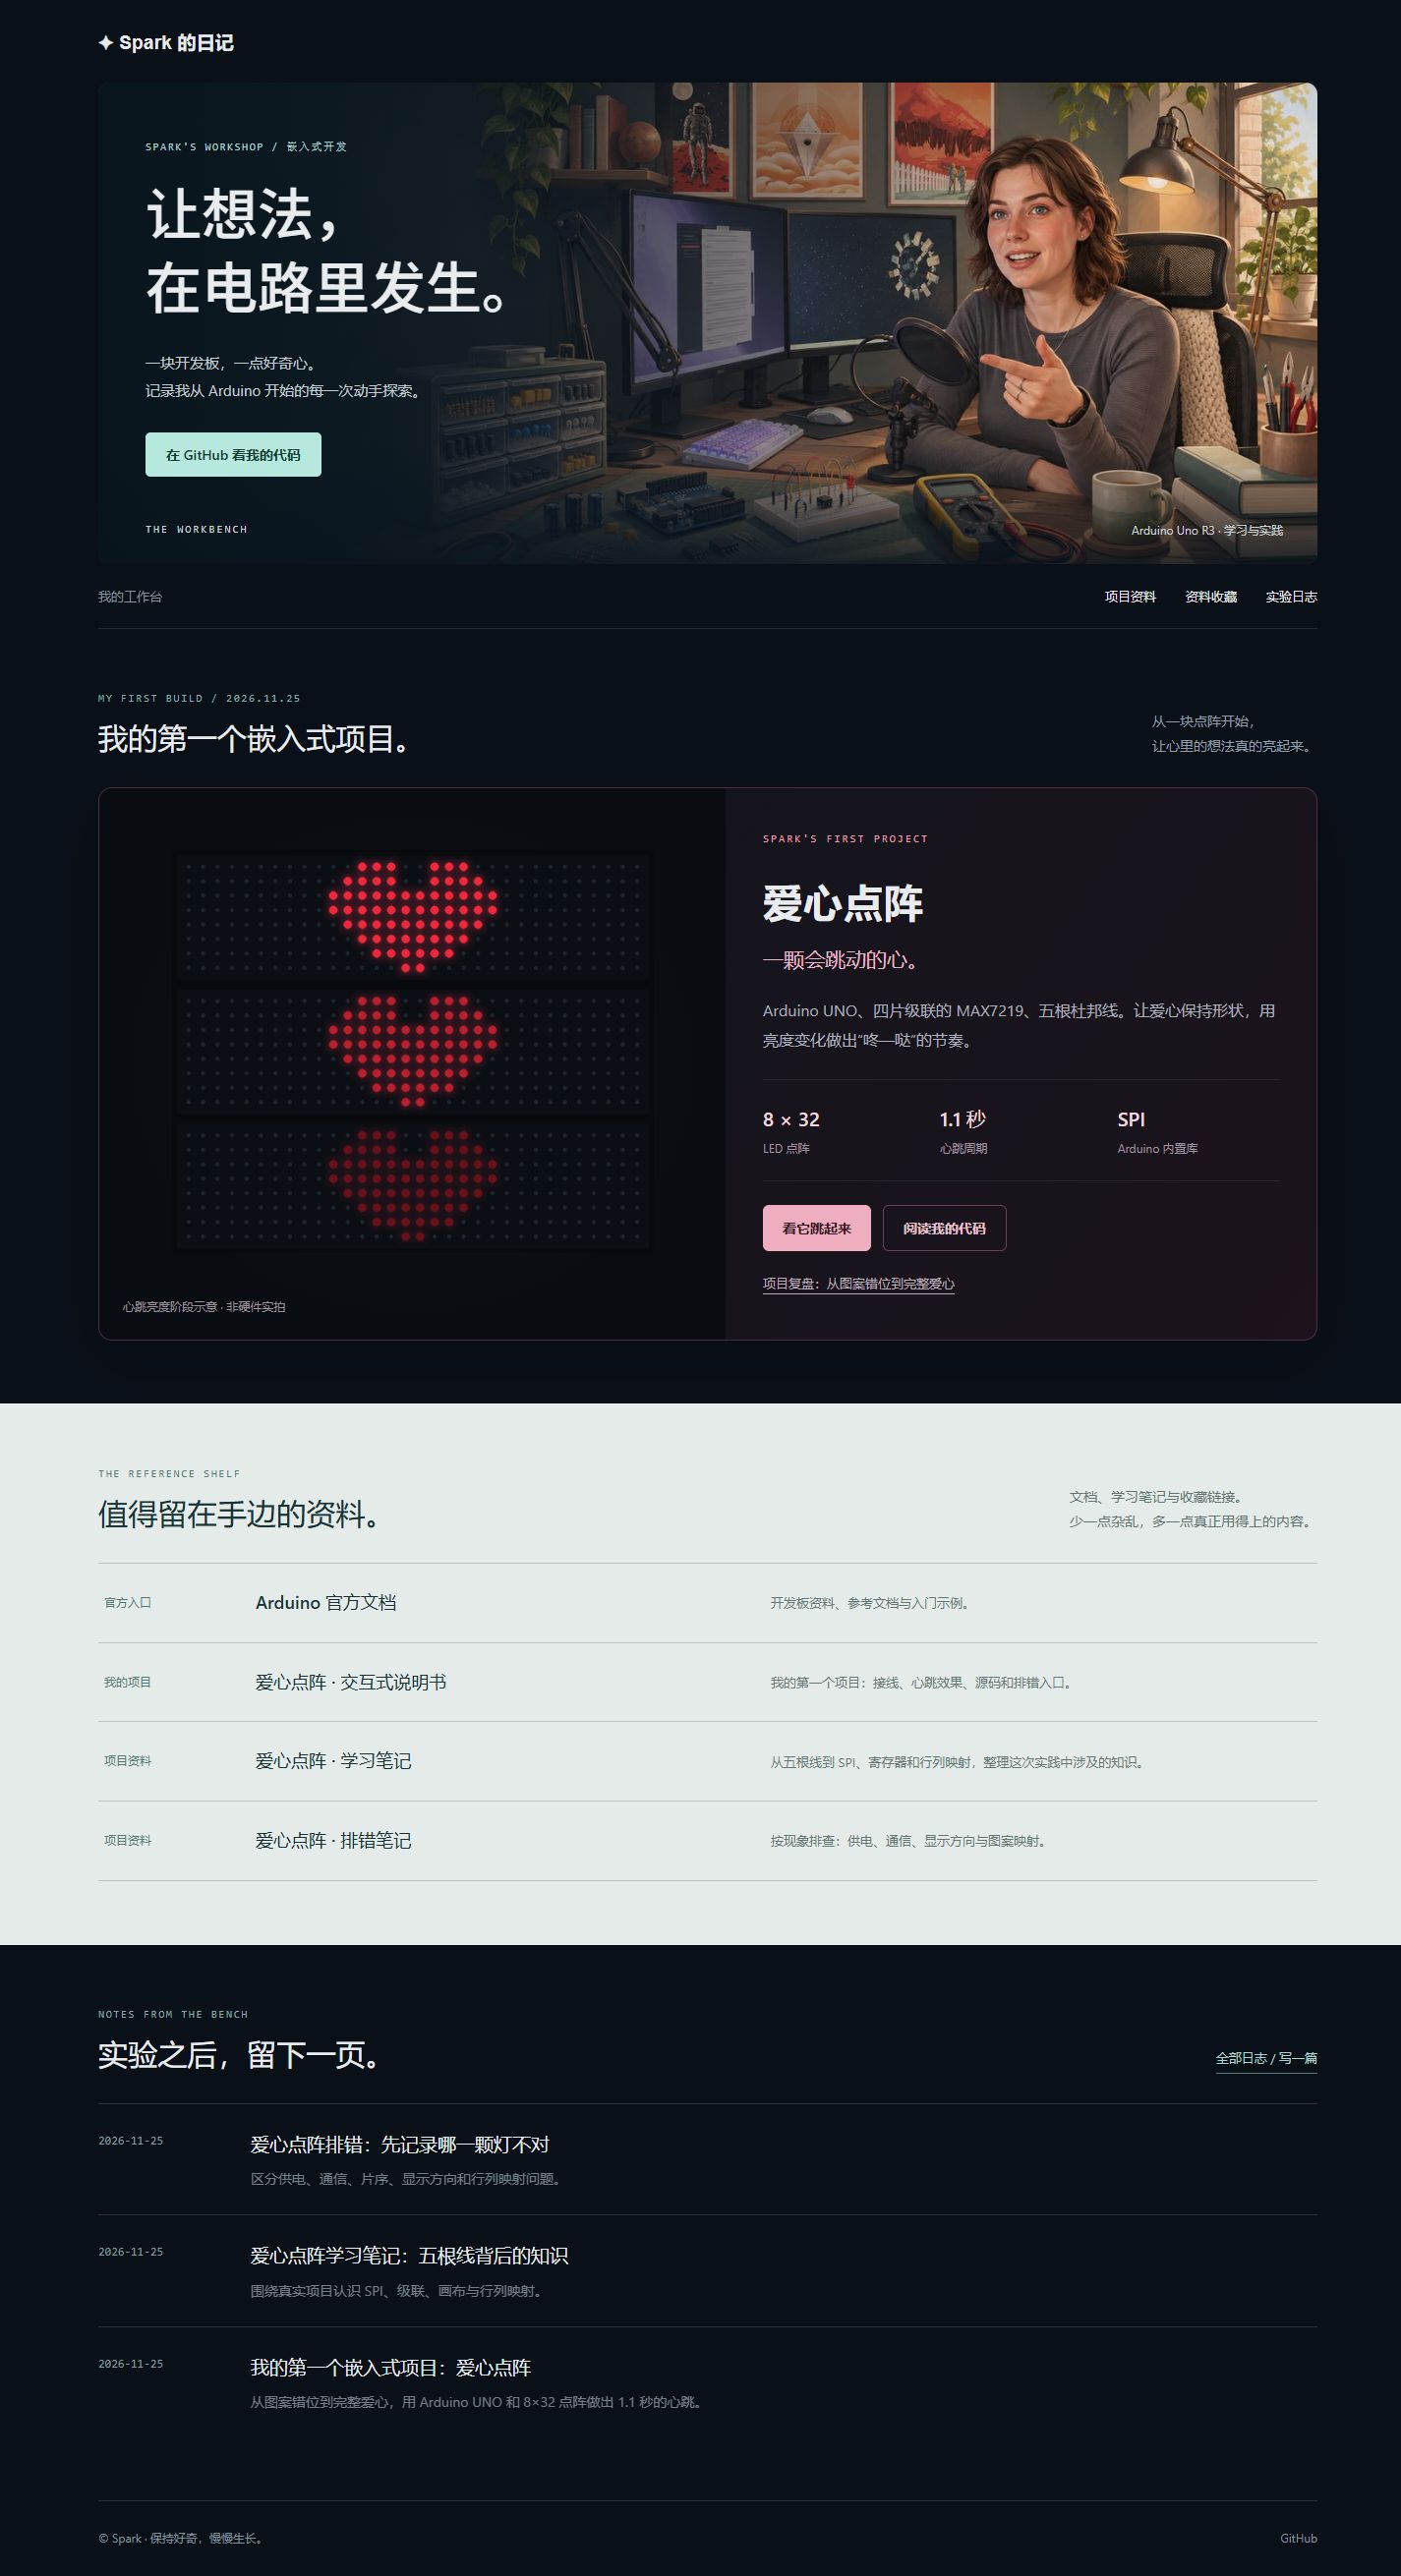 ✦ Spark 的日记
SPARK'S WORKSHOP / 嵌入式开发
让想法，
在电路里发生。
一块开发板，一点好奇心。
记录我从 Arduino 开始的每一次动手探索。
在 GitHub 看我的代码
THE WORKBENCH
Arduino Uno R3 · 学习与实践
我的工作台
项目资料
资料收藏
实验日志
MY FIRST BUILD / 2026.11.25
我的第一个嵌入式项目。
从一块点阵开始，
让心里的想法真的亮起来。
SPARK'S FIRST PROJECT
爱心点阵
一颗会跳动的心。
Arduino UNO、四片级联的 MAX7219、五根杜邦线。让爱心保持形状，用
亮度变化做出“咚—哒”的节奏。
8 × 32
LED 点阵
1.1 秒
心跳周期
SPI
Arduino 内置库
看它跳起来
阅读我的代码
项目复盘：从图案错位到完整爱心
心跳亮度阶段示意 · 非硬件实拍
THE REFERENCE SHELF
值得留在手边的资料。
文档、学习笔记与收藏链接。
少一点杂乱，多一点真正用得上的内容。
官方入口
Arduino 官方文档
开发板资料、参考文档与入门示例。
我的项目
爱心点阵 · 交互式说明书
我的第一个项目：接线、心跳效果、源码和排错入口。
项目资料
爱心点阵 · 学习笔记
从五根线到 SPI、寄存器和行列映射，整理这次实践中涉及的知识。
项目资料
爱心点阵 · 排错笔记
按现象排查：供电、通信、显示方向与图案映射。
NOTES FROM THE BENCH
实验之后，留下一页。
全部日志 / 写一篇
2026-11-25
爱心点阵排错：先记录哪一颗灯不对
区分供电、通信、片序、显示方向和行列映射问题。
2026-11-25
爱心点阵学习笔记：五根线背后的知识
围绕真实项目认识 SPI、级联、画布与行列映射。
2026-11-25
我的第一个嵌入式项目：爱心点阵
从图案错位到完整爱心，用 Arduino UNO 和 8×32 点阵做出 1.1 秒的心跳。
© Spark · 保持好奇，慢慢生长。
GitHub